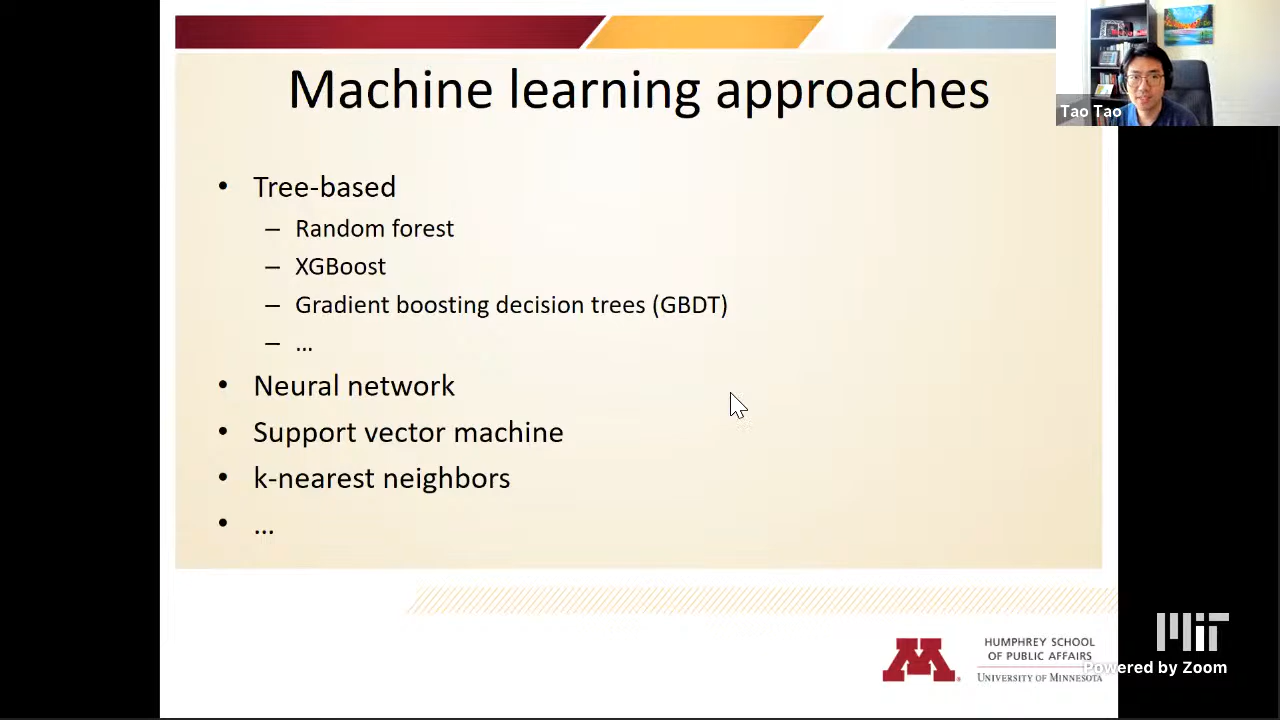 Machine learning approaches
Tao Tao
• Tree-based
– Random forest
– XGBoost
– Gradient boosting decision trees (GBDT)
– …
• Neural network
• Support vector machine
• k-nearest neighbors
• …
M
HUMPHREY SCHOOL
OF PUBLIC AFFAIRS
UNIVERSITY OF MINNESOTA
MIT
Powered by Zoom